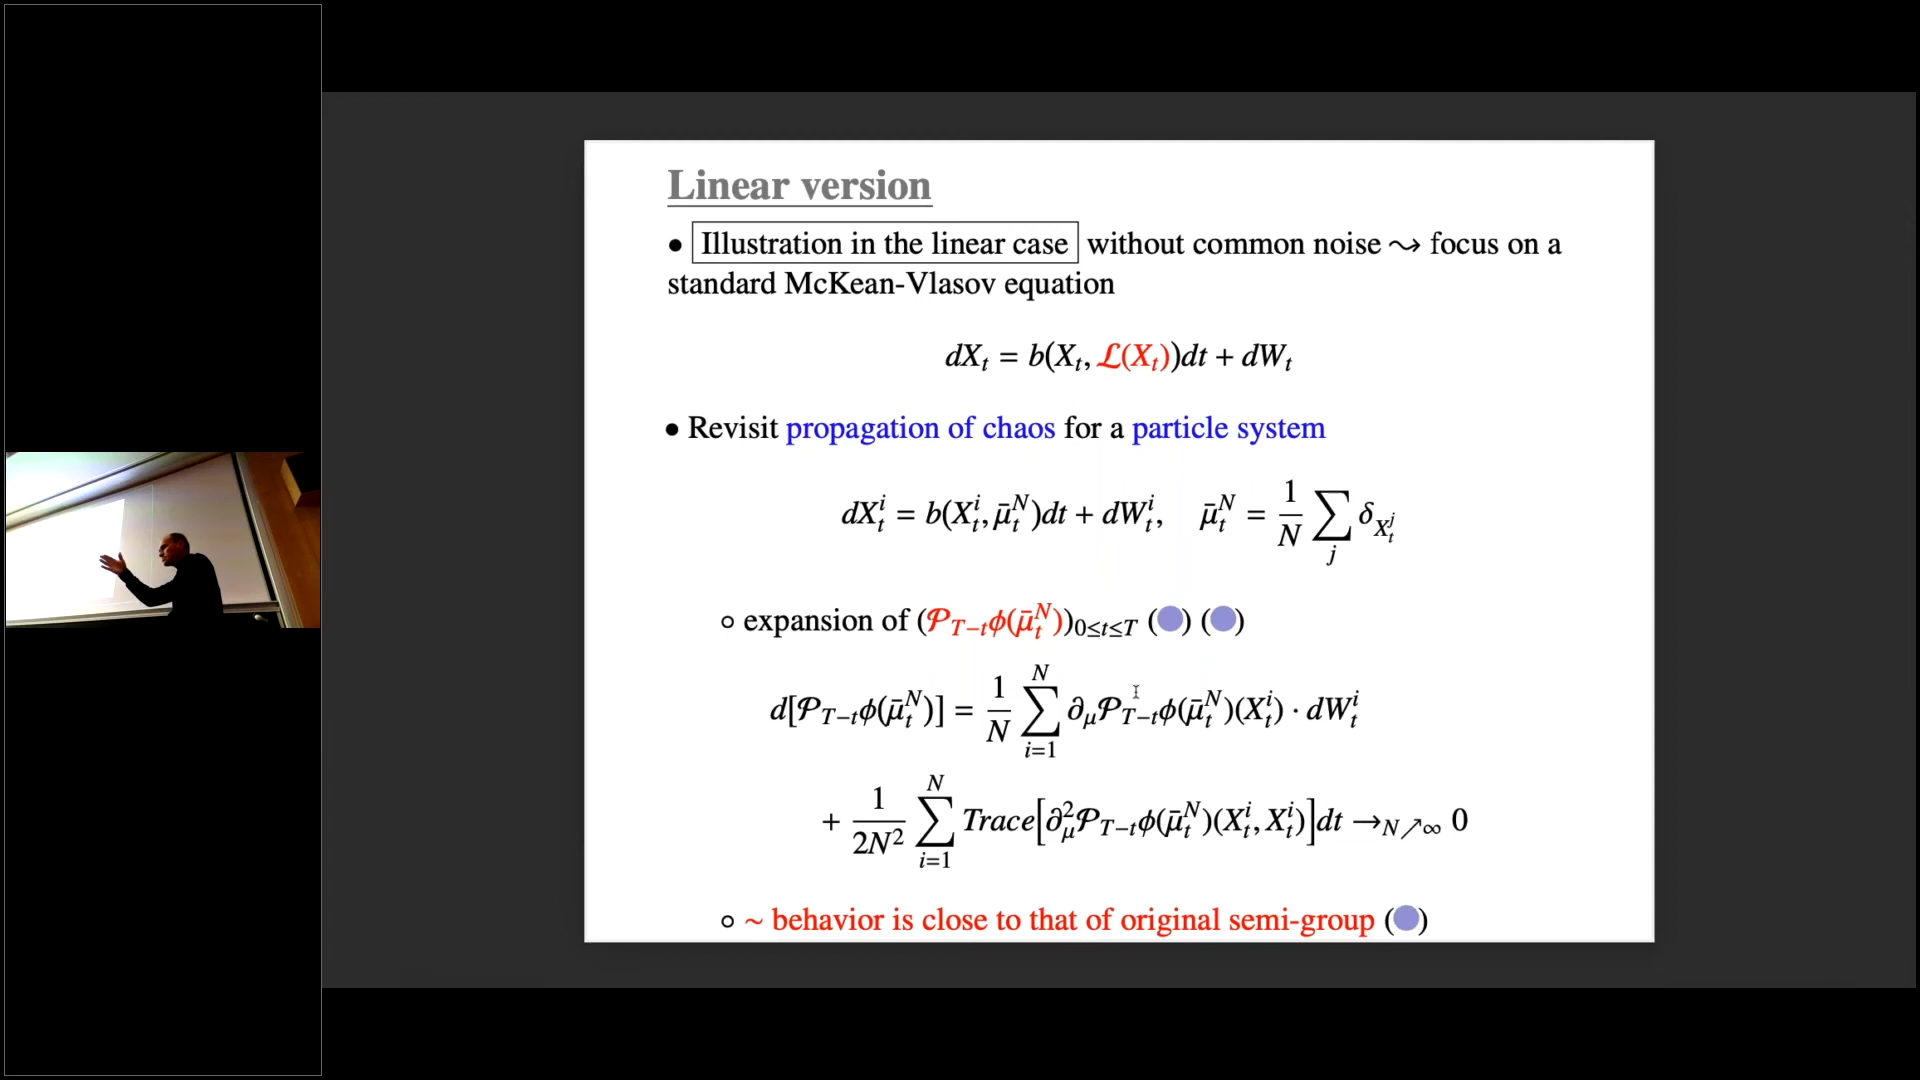 Linear version
• Illustration in the linear case without common noise ⇝ focus on a
standard McKean-Vlasov equation
dX_t = b(X_t, ℒ(X_t))dt + dW_t
• Revisit propagation of chaos for a particle system
dX_t^i = b(X_t^i, μ̄_t^N)dt + dW_t^i, μ̄_t^N = 1/N ∑_j δ_{X_t^j}
∘ expansion of (𝒫_{T−t}ϕ(μ̄_t^N))_{0≤t≤T} (●) (●)
d[𝒫_{T−t}ϕ(μ̄_t^N)] = 1/N ∑_{i=1}^N ∂_μ𝒫_{T−t}ϕ(μ̄_t^N)(X_t^i) · dW_t^i
+ 1/(2N²) ∑_{i=1}^N Trace[∂_μ^2𝒫_{T−t}ϕ(μ̄_t^N)(X_t^i, X_t^i)]dt →_{N↗∞} 0
∘ ~ behavior is close to that of original semi-group (●)